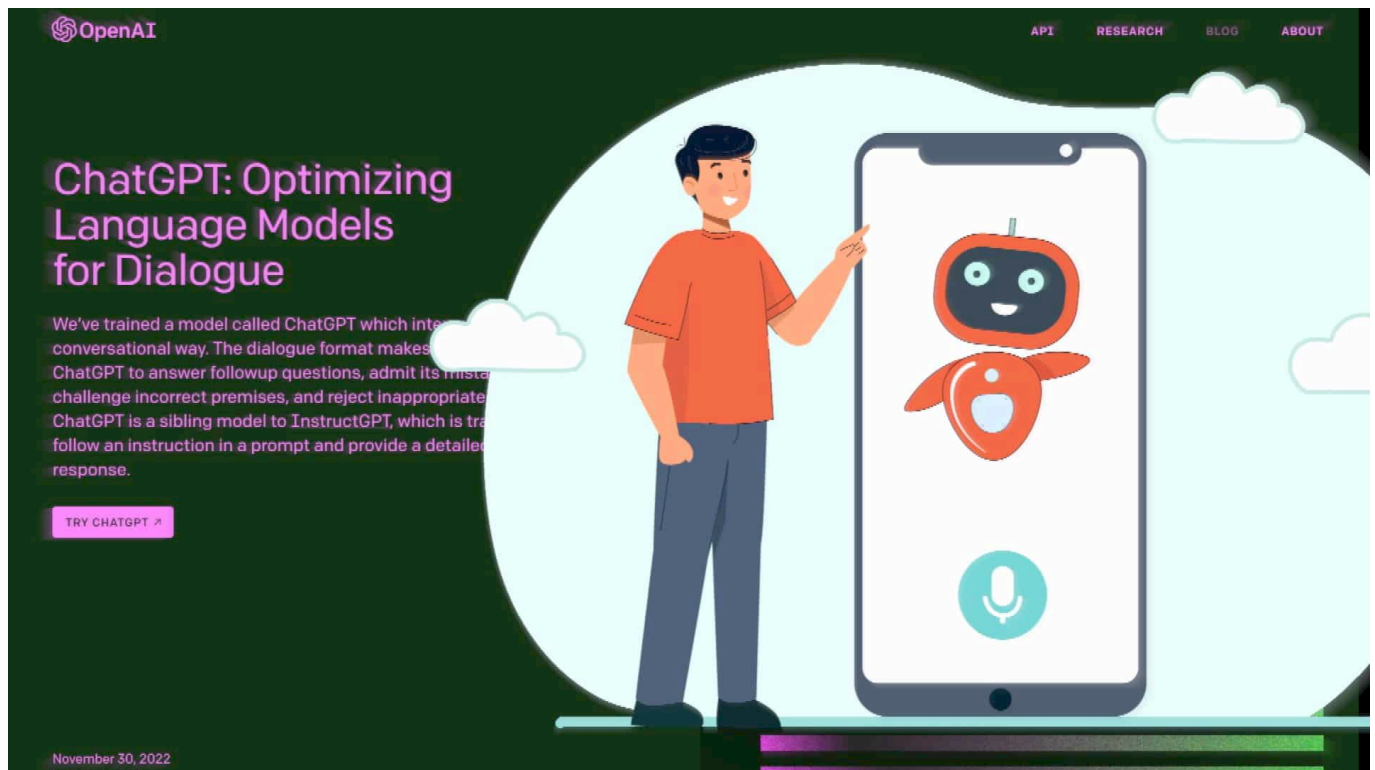 OpenAI
API RESEARCH BLOG ABOUT
ChatGPT: Optimizing
Language Models
for Dialogue
We've trained a model called ChatGPT which
conversational way. The dialogue format makes
ChatGPT to answer followup questions, admit its
challenge incorrect premises, and reject inappropriate
ChatGPT is a sibling model to InstructGPT, which is
follow an instruction in a prompt and provide a detailed
response.
TRY CHATGPT ↗
November 30, 2022